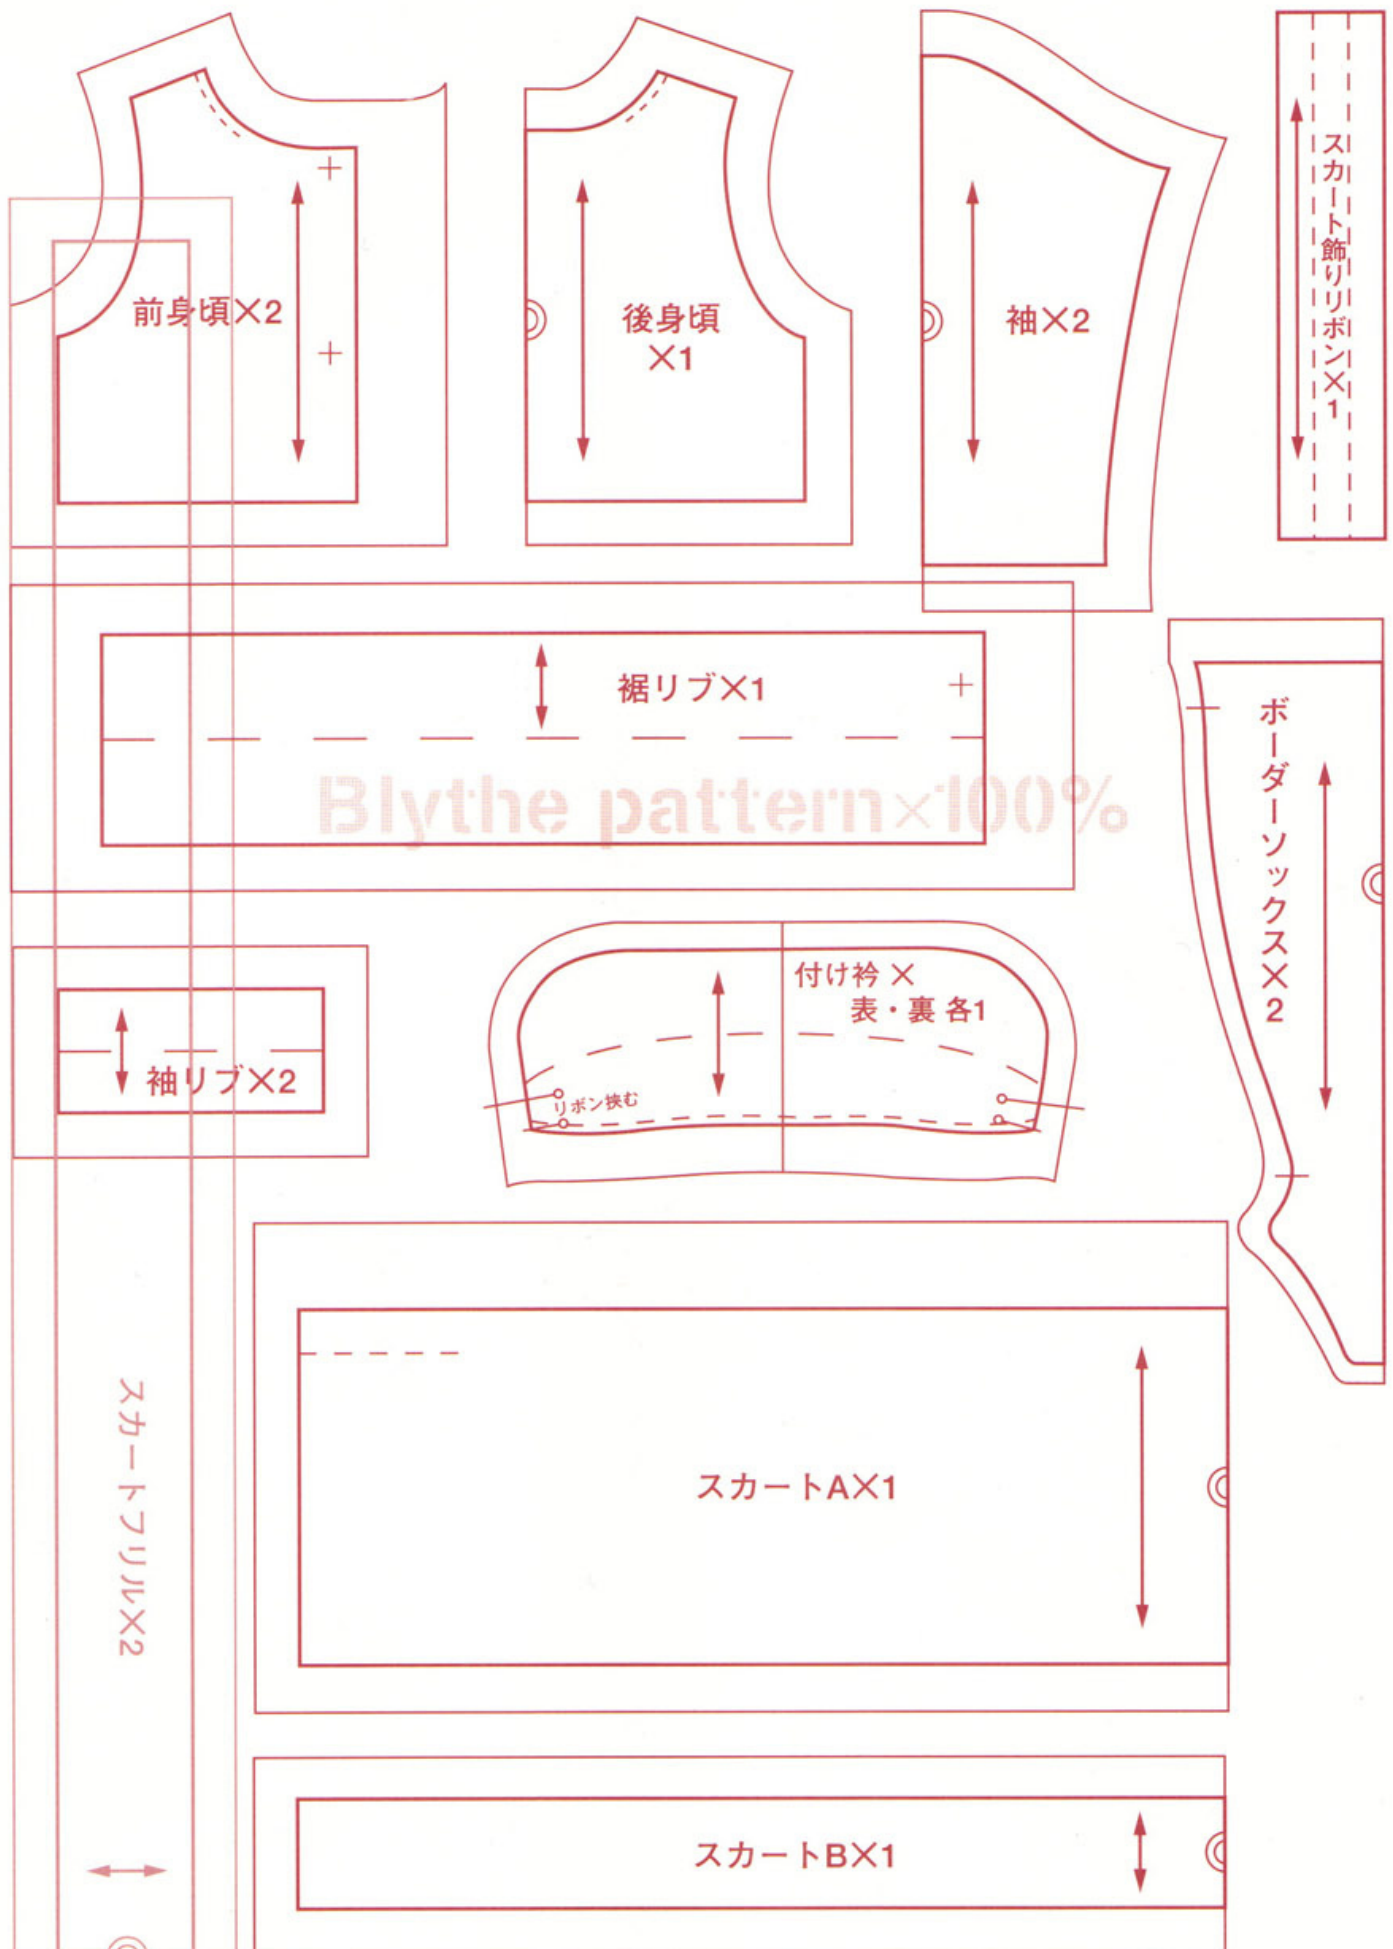 前身頃×2
後身頃
×1
袖×2
スカート飾りリボン×1
裾リブ×1
Blythe pattern×100%
ボーダーソックス×2
付け衿 ×
表・裏 各1
リボン挟む
袖リブ×2
スカートフリル×2
スカートA×1
スカートB×1